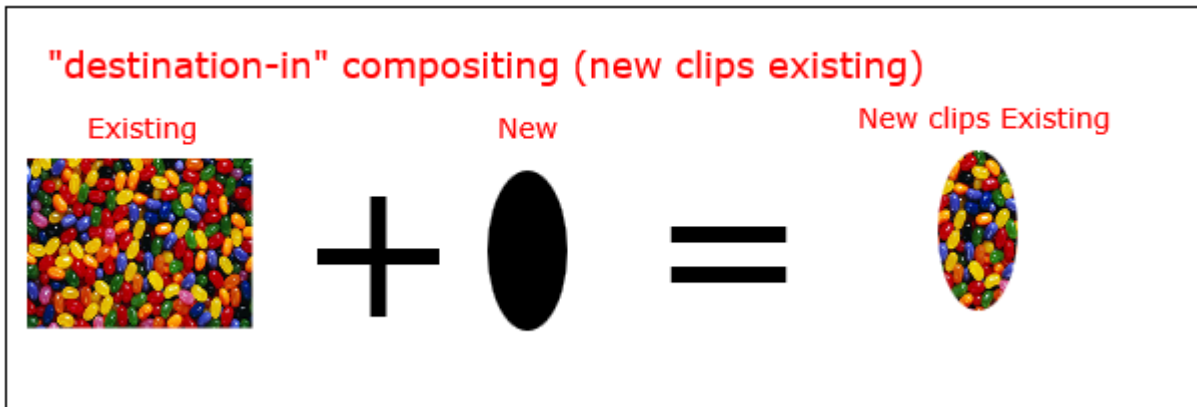 "destination-in" compositing (new clips existing)
Existing
New
New clips Existing